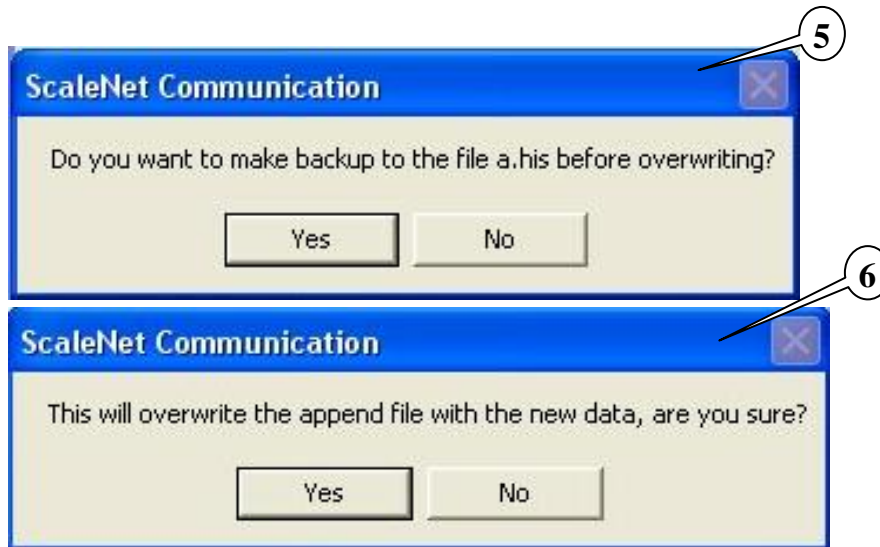 5
ScaleNet Communication
Do you want to make backup to the file a.his before overwriting?
Yes No
6
ScaleNet Communication
This will overwrite the append file with the new data, are you sure?
Yes No